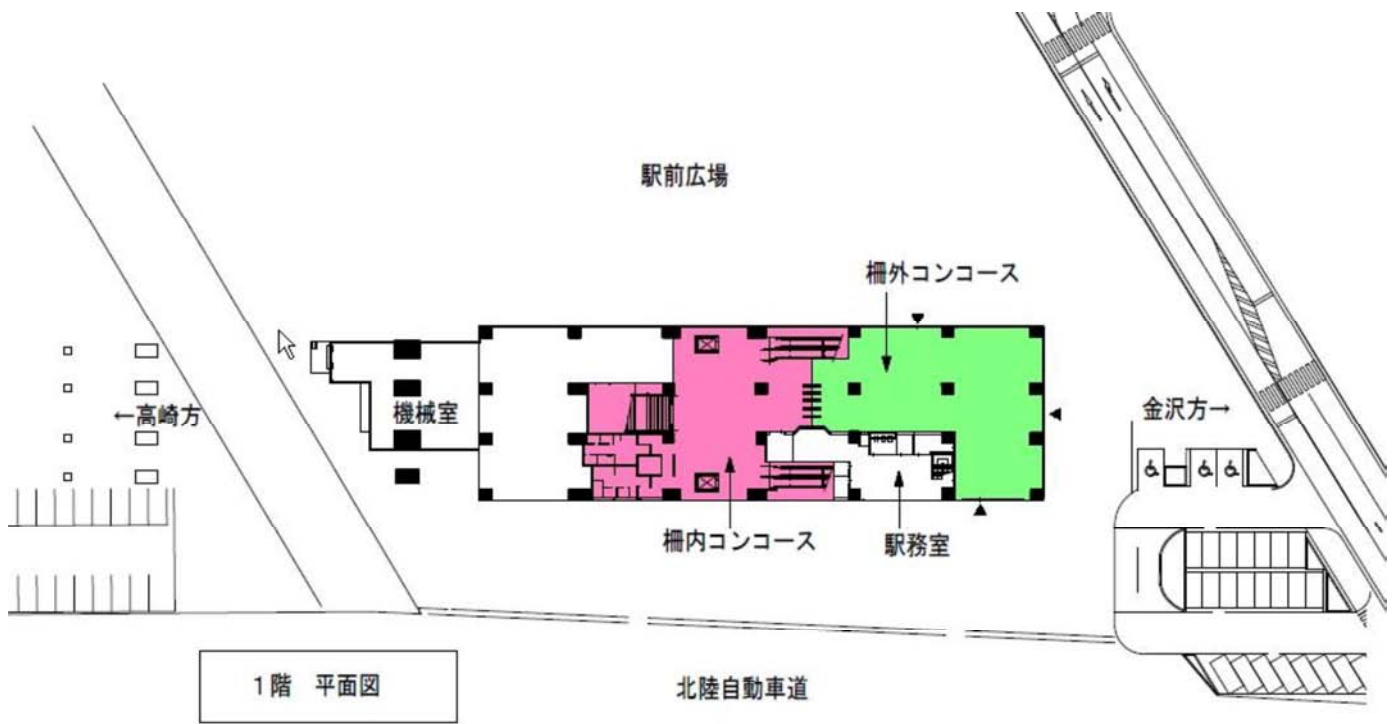 駅前広場
柵外コンコース
←高崎方
機械室
金沢方→
柵内コンコース
駅務室
1階 平面図
北陸自動車道